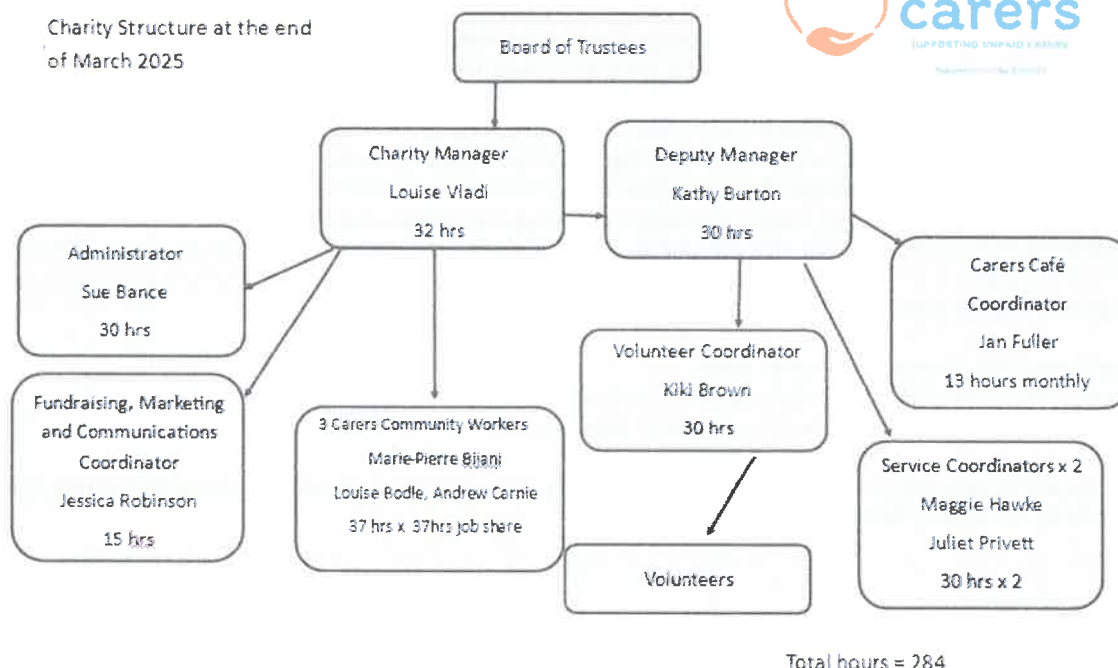 Charity Structure at the end
of March 2025
carers
SUPPORTING UNPAID CARERS
Board of Trustees
Charity Manager
Louise Vladi
32 hrs
Deputy Manager
Kathy Burton
30 hrs
Administrator
Sue Bance
30 hrs
Carers Café
Coordinator
Jan Fuller
13 hours monthly
Volunteer Coordinator
Kiki Brown
30 hrs
Fundraising, Marketing
and Communications
Coordinator
Jessica Robinson
15 hrs
3 Carers Community Workers
Marie-Pierre Bijani
Louise Bodle, Andrew Carnie
37 hrs x 37hrs job share
Service Coordinators x 2
Maggie Hawke
Juliet Privett
30 hrs x 2
Volunteers
Total hours = 284